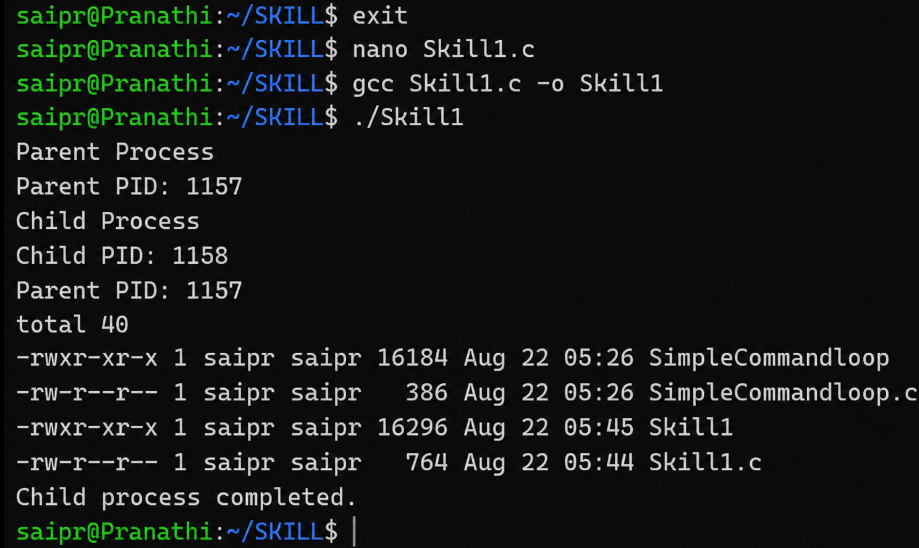 saipr@Pranathi:~/SKILL$ exit
saipr@Pranathi:~/SKILL$ nano Skill1.c
saipr@Pranathi:~/SKILL$ gcc Skill1.c -o Skill1
saipr@Pranathi:~/SKILL$ ./Skill1
Parent Process
Parent PID: 1157
Child Process
Child PID: 1158
Parent PID: 1157
total 40
-rwxr-xr-x 1 saipr saipr 16184 Aug 22 05:26 SimpleCommandloop
-rw-r--r-- 1 saipr saipr   386 Aug 22 05:26 SimpleCommandloop.c
-rwxr-xr-x 1 saipr saipr 16296 Aug 22 05:45 Skill1
-rw-r--r-- 1 saipr saipr   764 Aug 22 05:44 Skill1.c
Child process completed.
saipr@Pranathi:~/SKILL$